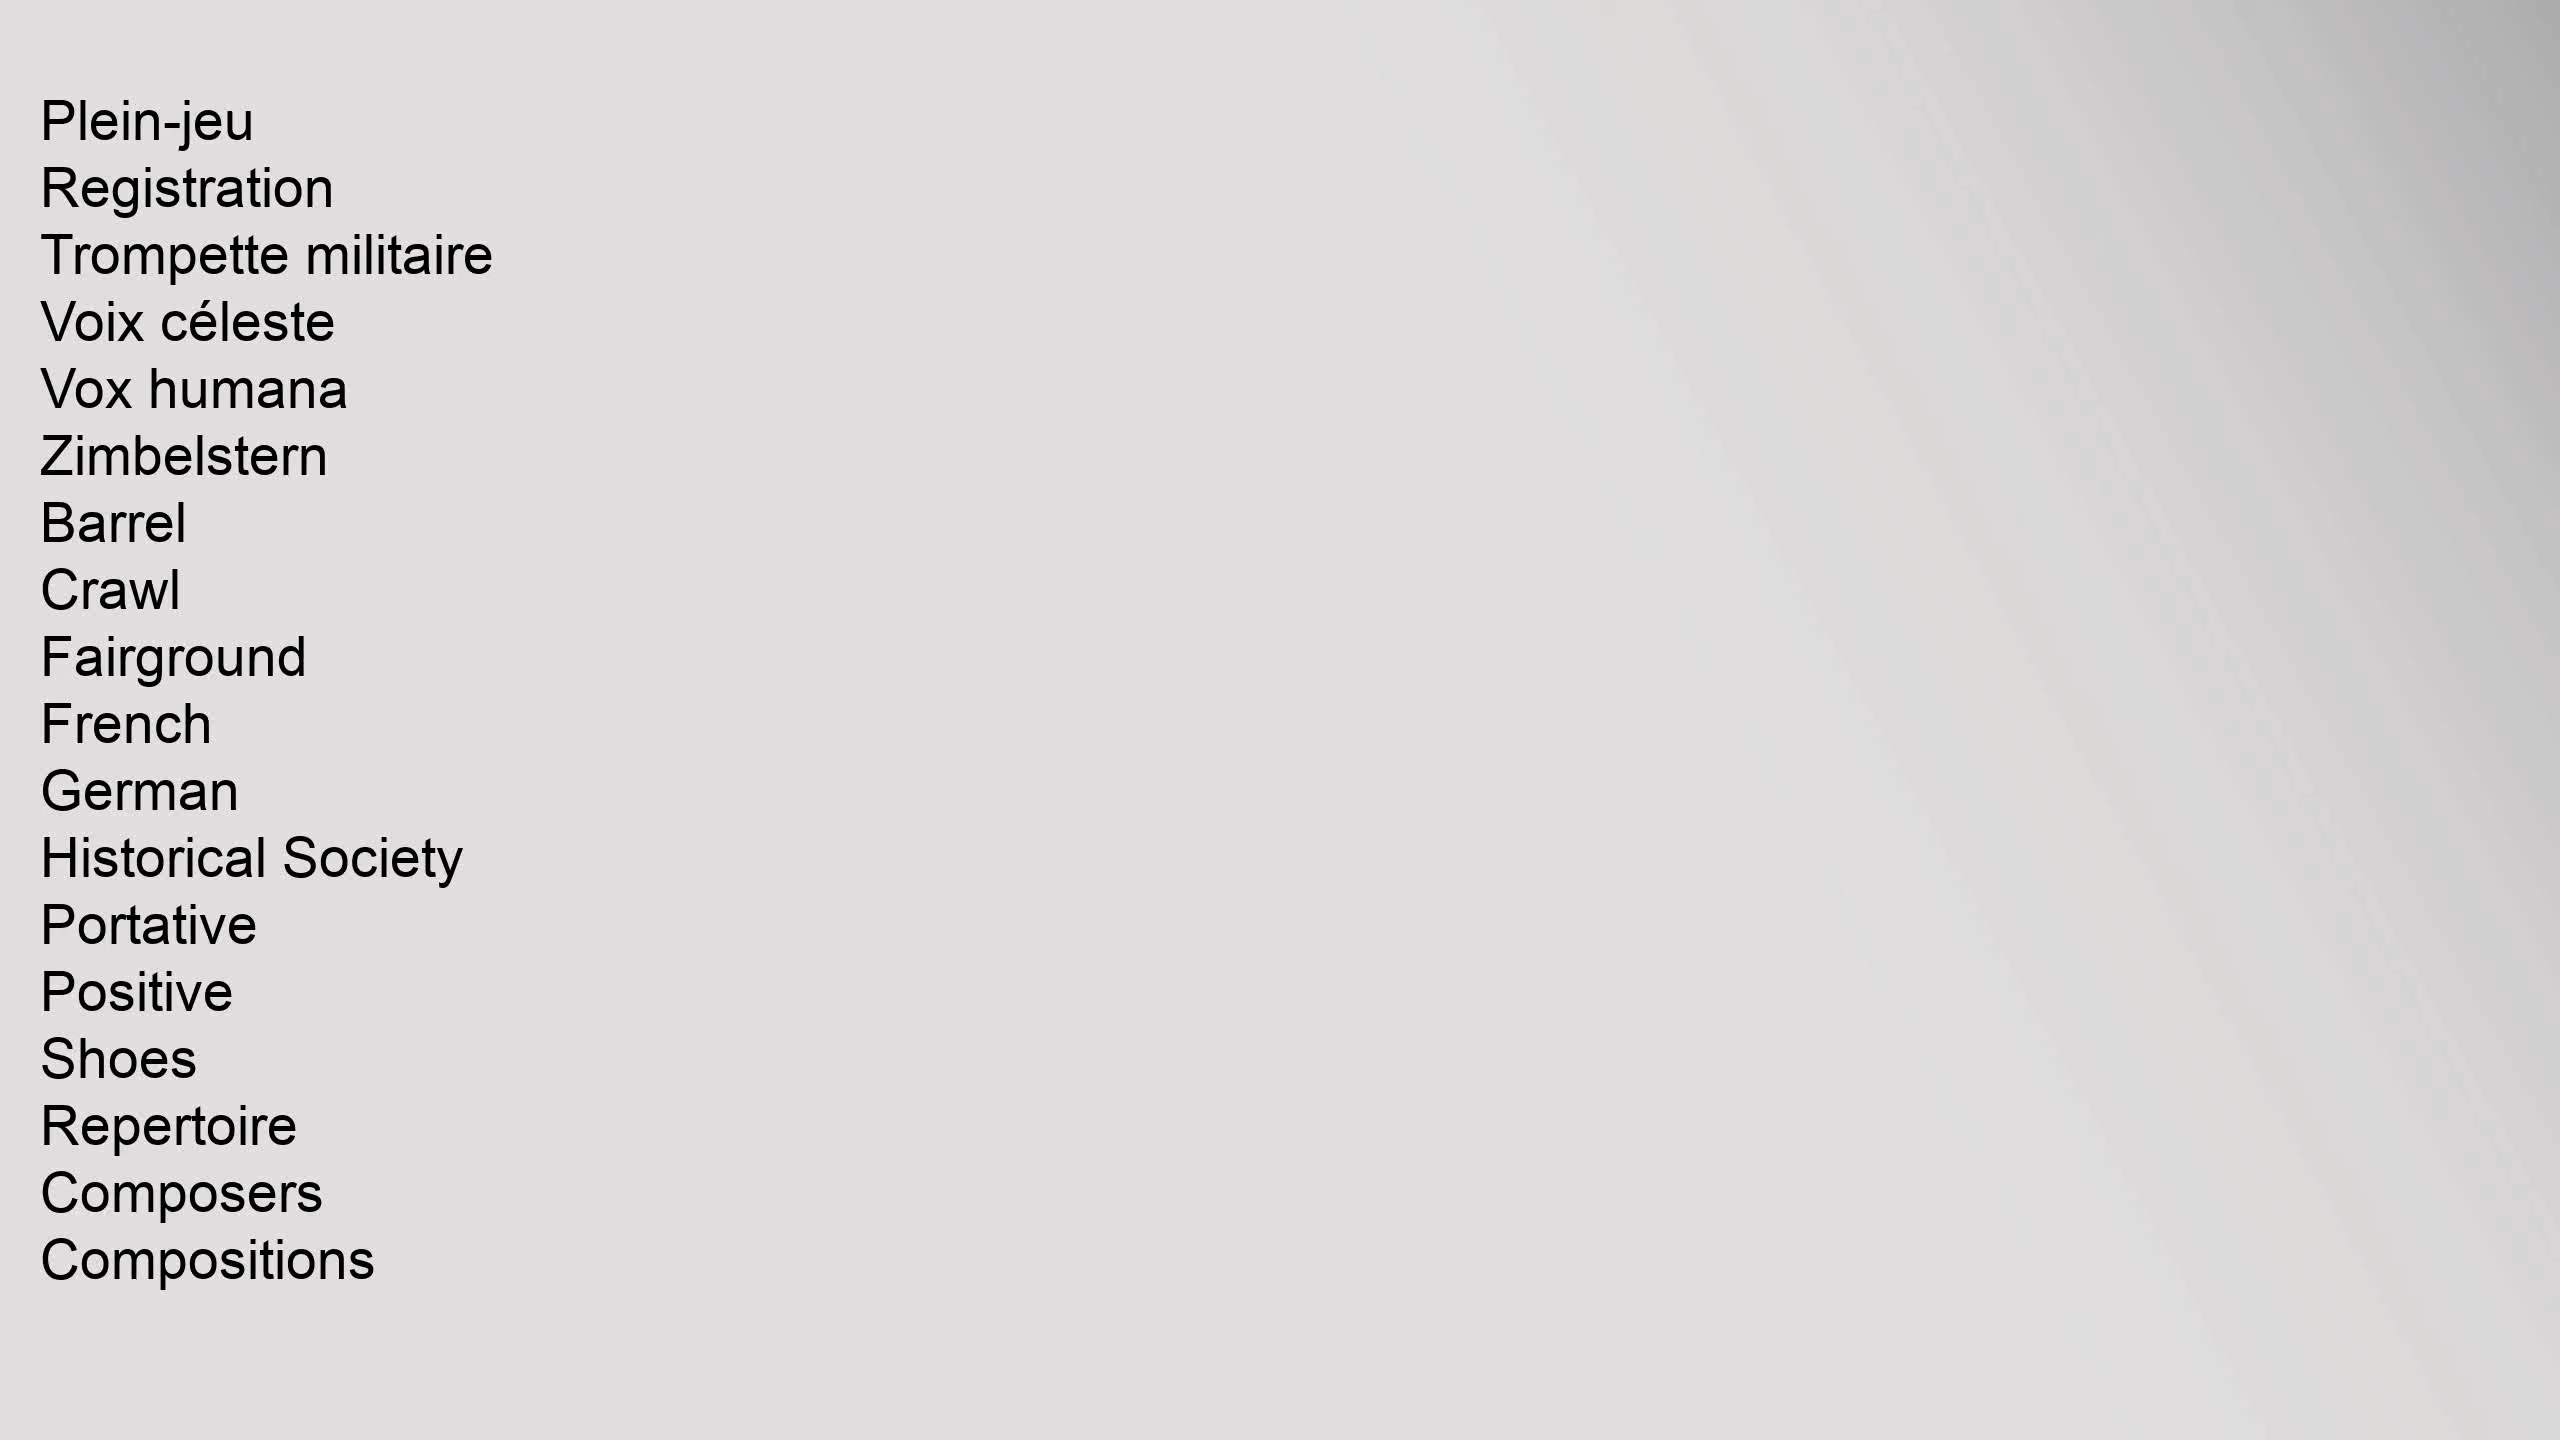 Plein-jeu
Registration
Trompette militaire
Voix céleste
Vox humana
Zimbelstern
Barrel
Crawl
Fairground
French
German
Historical Society
Portative
Positive
Shoes
Repertoire
Composers
Compositions